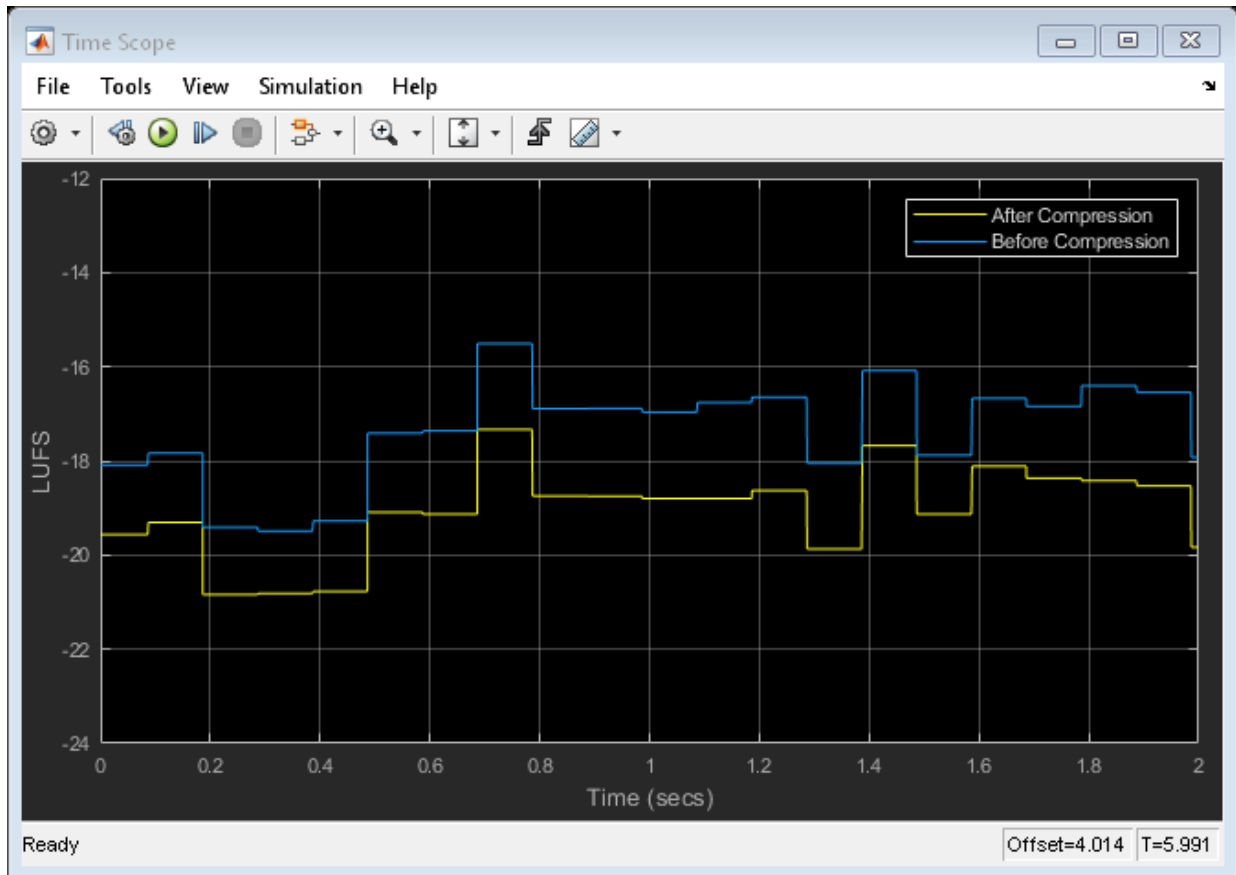 Time Scope
File Tools View Simulation Help
-12
-14
-16
-18
-20
-22
-24
LUFS
After Compression
Before Compression
0 0.2 0.4 0.6 0.8 1 1.2 1.4 1.6 1.8 2
Time (secs)
Ready Offset=4.014 T=5.991